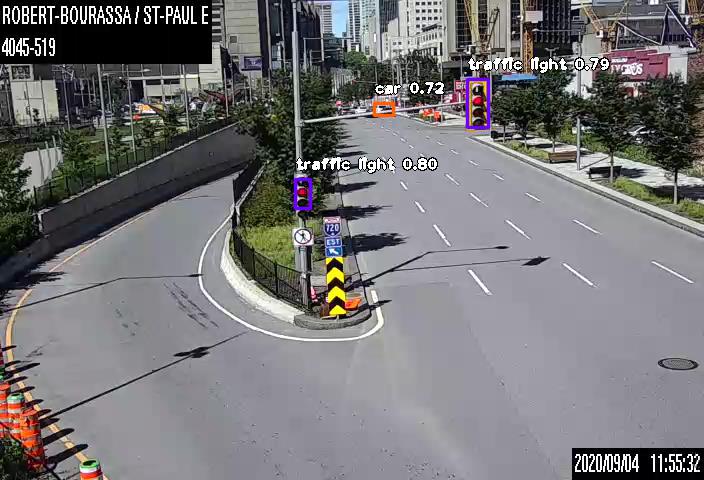 ROBERT-BOURASSA / ST-PAUL E
4045-519
traffic light 0.79
car 0.72
traffic light 0.80
720
EST
2020/09/04 11:55:32